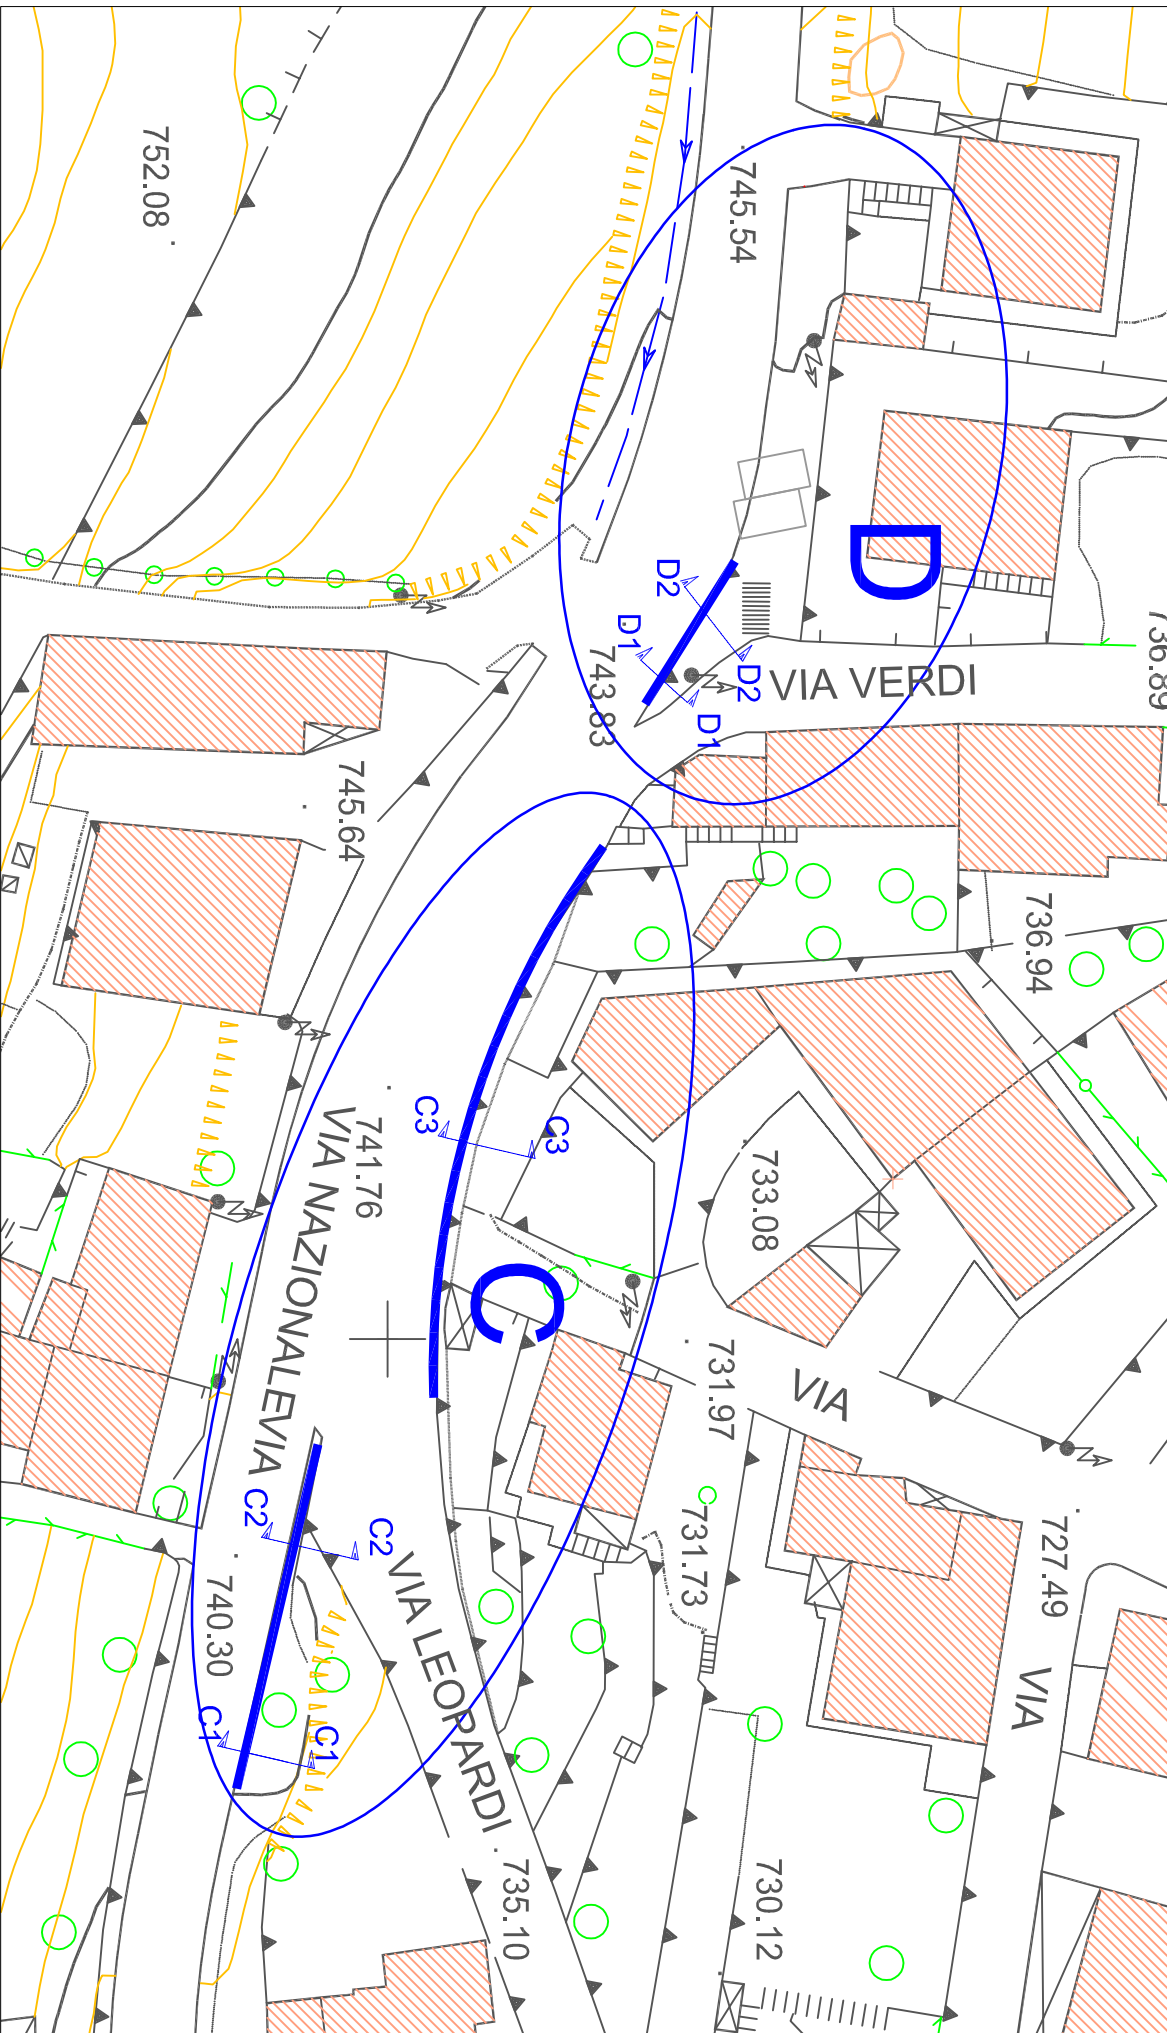 752.08
745.54
D
736.89
D2
D2
D1
D1
743.83
VIA VERDI
745.64
736.94
C3
C3
741.76
733.08
VIA NAZIONALE
C
731.97
VIA
VIA
C2
C2
VIA LEOPARDI
731.73
727.49
VIA
740.30
C1
C1
735.10
730.12